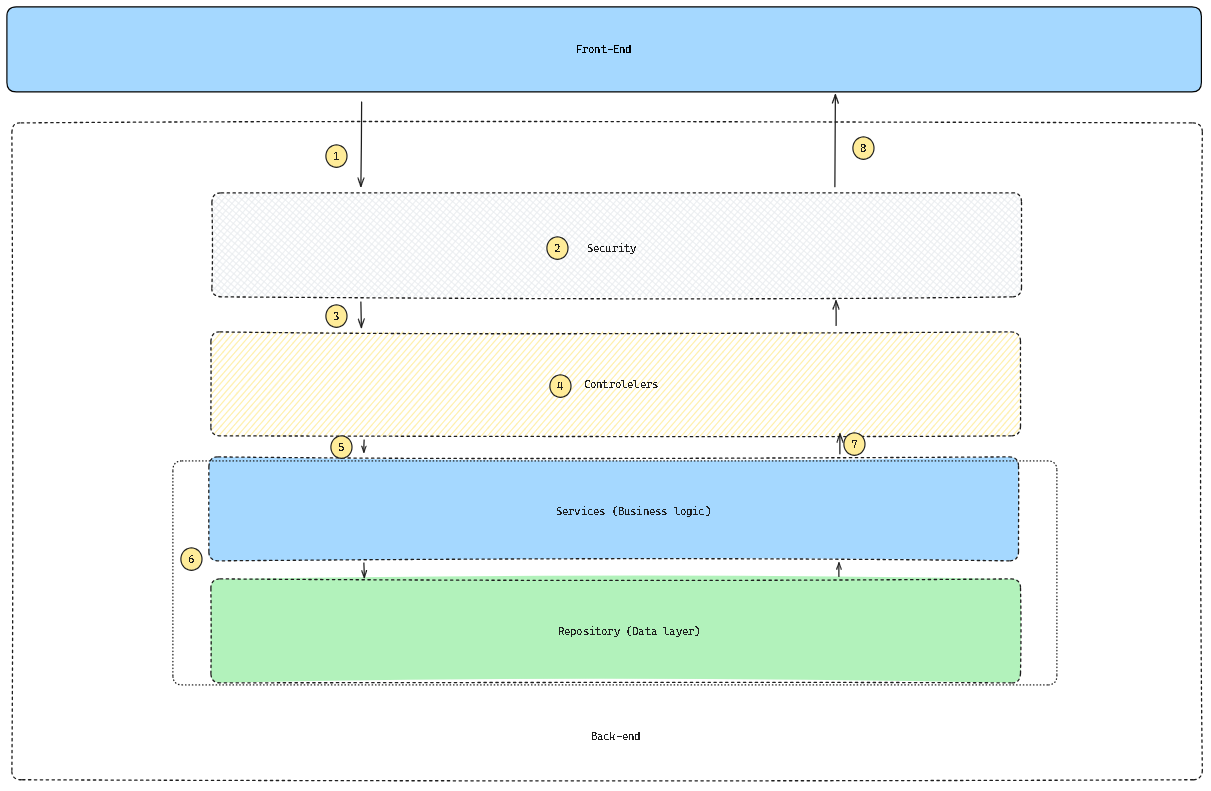 Front-End
1
8
2 Security
3
4 Controlelers
5
7
Services (Business logic)
6
Repository (Data layer)
Back-end